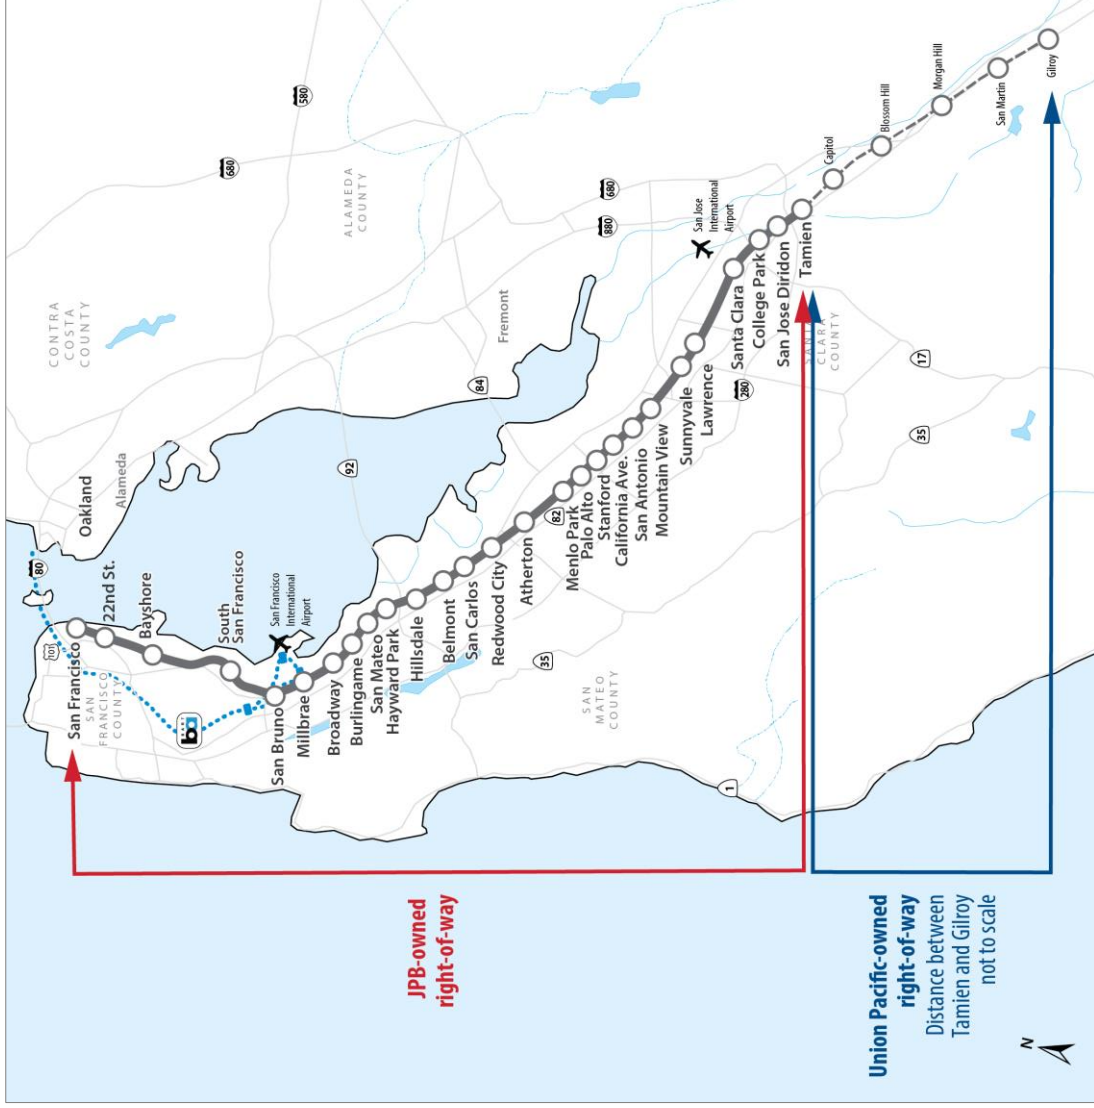 80
Oakland
Alameda
CONTRA
COSTA
COUNTY
580
680
ALAMEDA
COUNTY
101
San Francisco
SAN
FRANCISCO
COUNTY
22nd St.
Bayshore
South
San Francisco
ba
San Francisco
International
Airport
San Bruno
Millbrae
Broadway
Burlingame
San Mateo
Hayward Park
Hillsdale
Belmont
San Carlos
Redwood City
Atherton
Menlo Park
Palo Alto
Stanford
California Ave.
San Antonio
Mountain View
Sunnyvale
Lawrence
Santa Clara
College Park
San Jose Diridon
Tamien
Capitol
Blossom Hill
Morgan Hill
San Martin
Gilroy
92
84
Fremont
880
680
San Jose
International
Airport
82
35
SAN
MATEO
COUNTY
280
CLARA
COUNTY
17
35
1
JPB-owned
right-of-way
Union Pacific-owned
right-of-way
Distance between
Tamien and Gilroy
not to scale
N